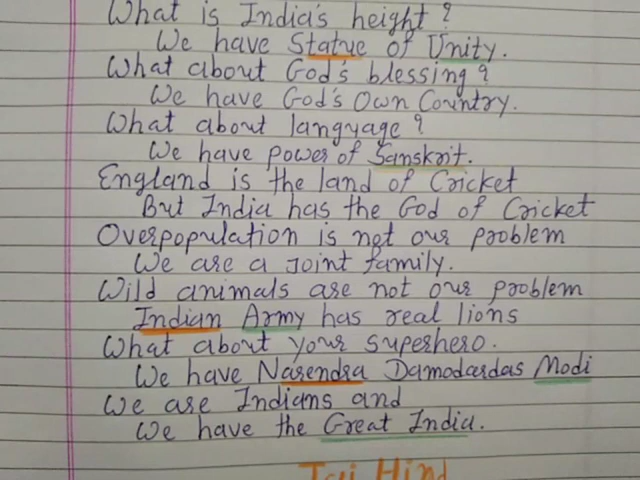 What is India's height?
We have Statue of Unity.
What about God's blessing?
We have God's Own Country.
What about language?
We have power of Sanskrit.
England is the land of Cricket
But India has the God of Cricket
Overpopulation is not our problem
We are a Joint family.
Wild animals are not our problem
Indian Army has real lions
What about your superhero.
We have Narendra Damodardas Modi
We are Indians and
We have the Great India.
Jai Hind